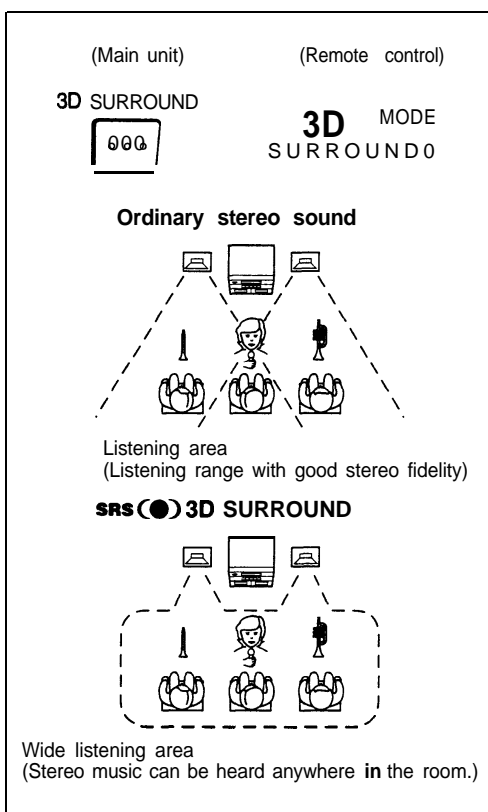 (Main unit) (Remote control)
3D SURROUND
3D MODE
SURROUND0
Ordinary stereo sound
Listening area
(Listening range with good stereo fidelity)
SRS(●) 3D SURROUND
Wide listening area
(Stereo music can be heard anywhere in the room.)